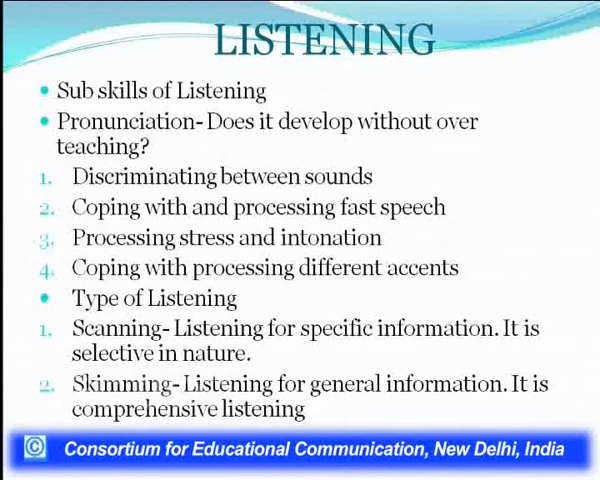 LISTENING
• Sub skills of Listening
• Pronunciation- Does it develop without over
teaching?
1. Discriminating between sounds
2. Coping with and processing fast speech
3. Processing stress and intonation
4. Coping with processing different accents
• Type of Listening
1. Scanning- Listening for specific information. It is
selective in nature.
2. Skimming- Listening for general information. It is
comprehensive listening
© Consortium for Educational Communication, New Delhi, India